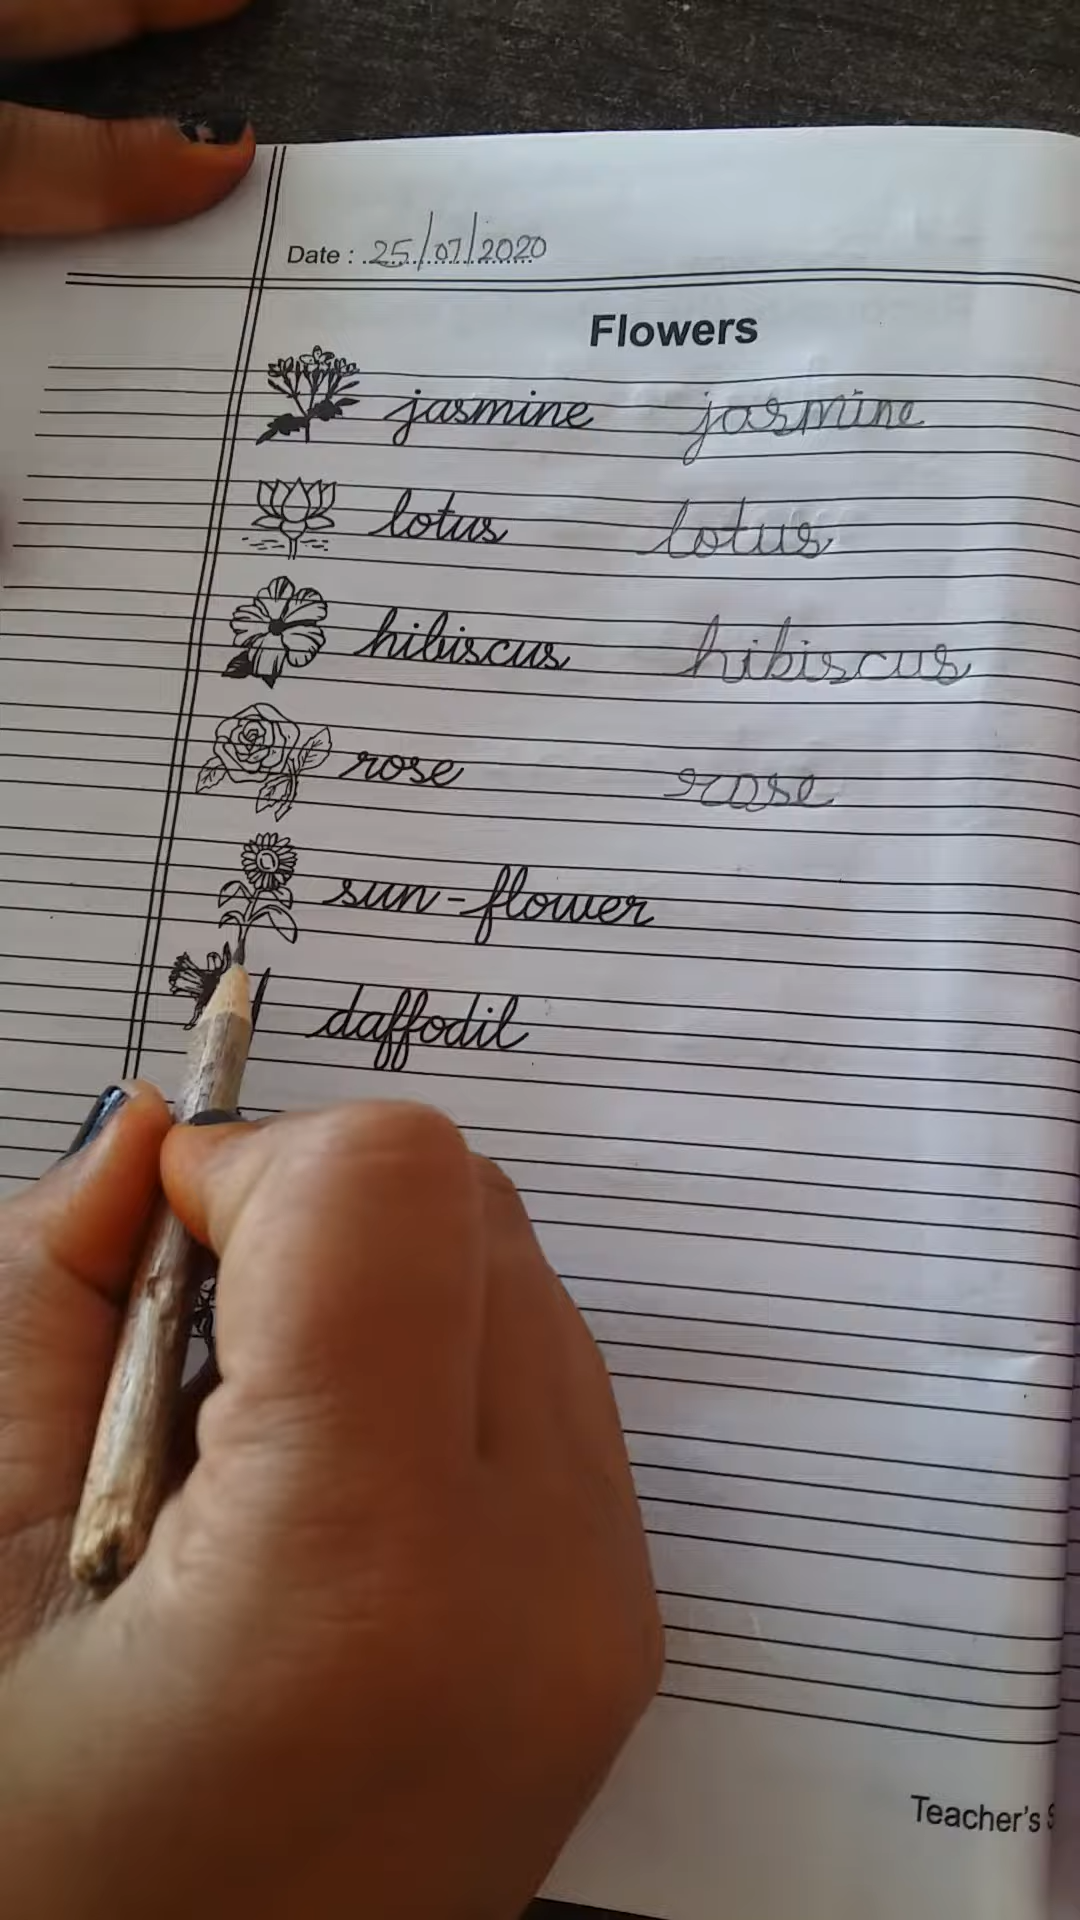 Date : 25/07/2020
Flowers
jasmine jasmine
lotus lotus
hibiscus hibiscus
rose rose
sun-flower
daffodil
Teacher's